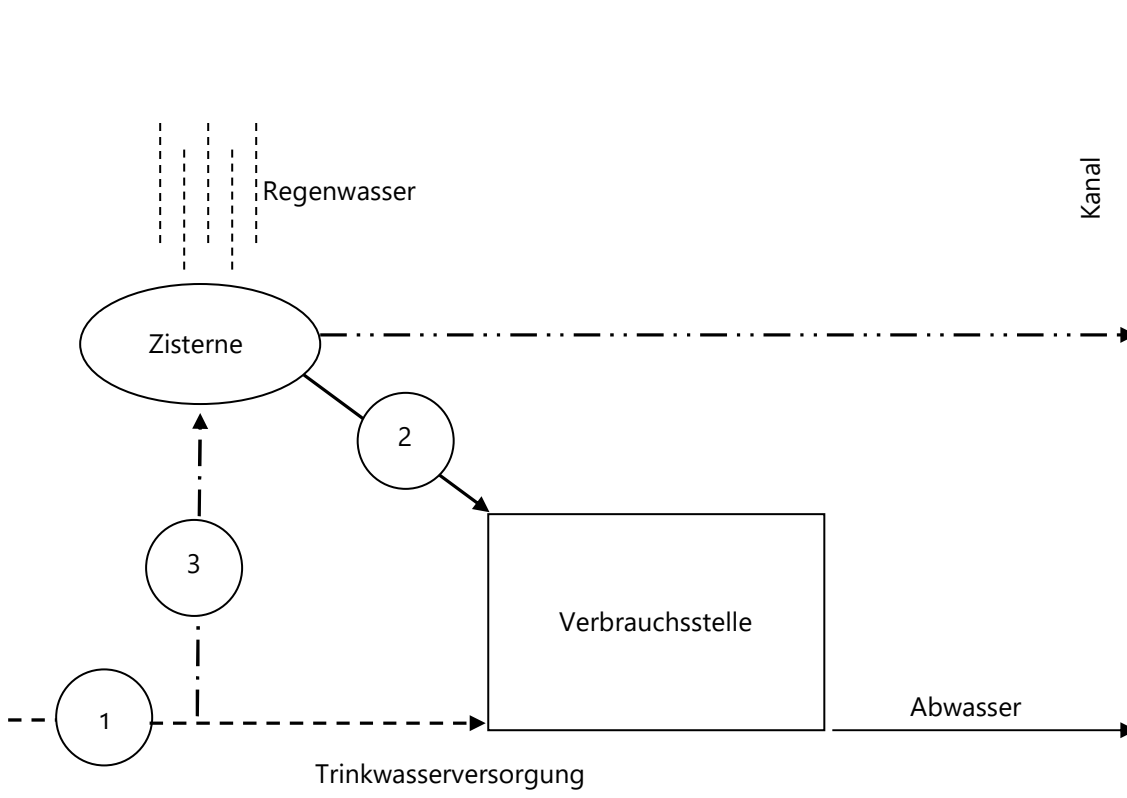 Kanal
Regenwasser
Zisterne
2
3
Verbrauchsstelle
1
Abwasser
Trinkwasserversorgung